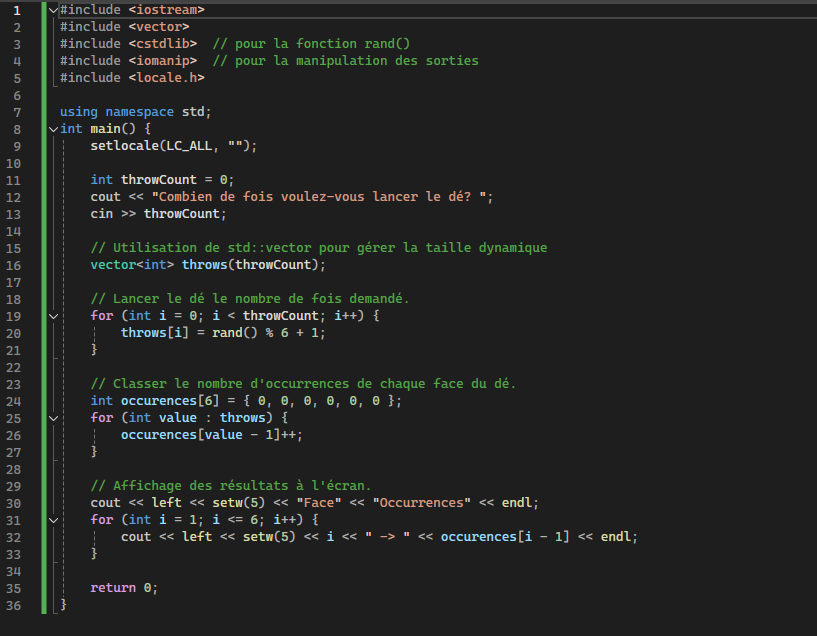 1 #include <iostream>
2 #include <vector>
3 #include <cstdlib>  // pour la fonction rand()
4 #include <iomanip>  // pour la manipulation des sorties
5 #include <locale.h>
6
7 using namespace std;
8 int main() {
9     setlocale(LC_ALL, "");
10
11     int throwCount = 0;
12     cout << "Combien de fois voulez-vous lancer le dé? ";
13     cin >> throwCount;
14
15     // Utilisation de std::vector pour gérer la taille dynamique
16     vector<int> throws(throwCount);
17
18     // Lancer le dé le nombre de fois demandé.
19     for (int i = 0; i < throwCount; i++) {
20         throws[i] = rand() % 6 + 1;
21     }
22
23     // Classer le nombre d'occurrences de chaque face du dé.
24     int occurences[6] = { 0, 0, 0, 0, 0, 0 };
25     for (int value : throws) {
26         occurences[value - 1]++;
27     }
28
29     // Affichage des résultats à l'écran.
30     cout << left << setw(5) << "Face" << "Occurrences" << endl;
31     for (int i = 1; i <= 6; i++) {
32         cout << left << setw(5) << i << " -> " << occurences[i - 1] << endl;
33     }
34
35     return 0;
36 }